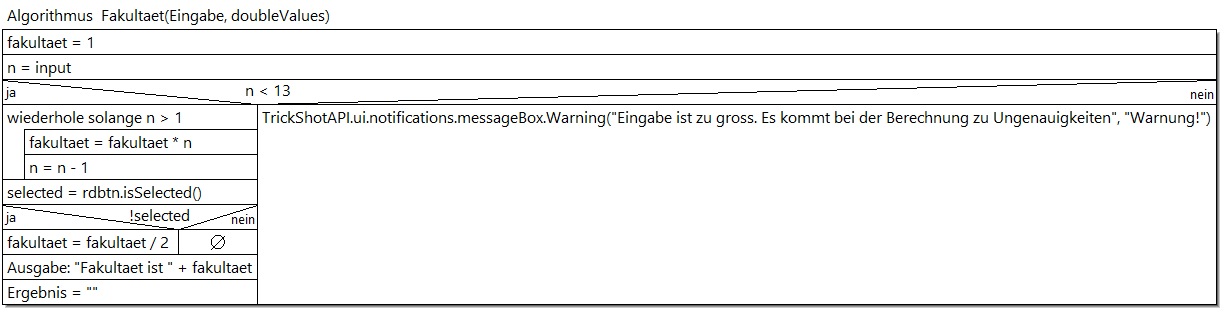 Algorithmus  Fakultaet(Eingabe, doubleValues)
fakultaet = 1
n = input
n < 13
ja
nein
wiederhole solange n > 1
fakultaet = fakultaet * n
n = n - 1
selected = rdbtn.isSelected()
!selected
ja
nein
fakultaet = fakultaet / 2
∅
Ausgabe: "Fakultaet ist " + fakultaet
Ergebnis = ""
TrickShotAPI.ui.notifications.messageBox.Warning("Eingabe ist zu gross. Es kommt bei der Berechnung zu Ungenauigkeiten", "Warnung!")